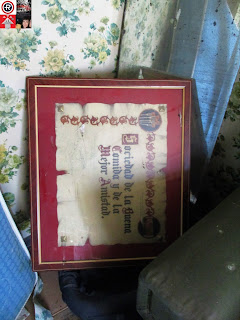 Sociedad de la Buena
Comida y de la
Mejor Amistad.